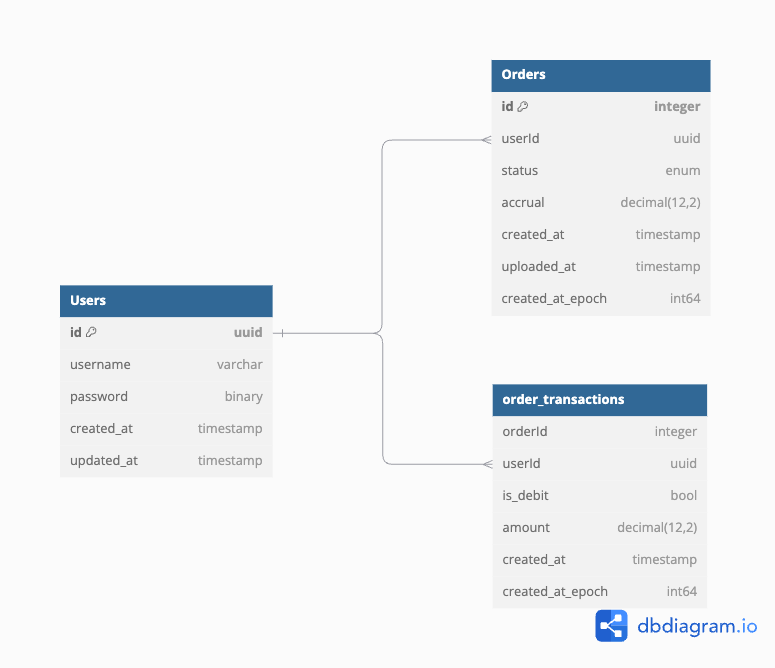 Orders
id integer
userId uuid
status enum
accrual decimal(12,2)
created_at timestamp
uploaded_at timestamp
created_at_epoch int64
Users
id uuid
username varchar
password binary
created_at timestamp
updated_at timestamp
order_transactions
orderId integer
userId uuid
is_debit bool
amount decimal(12,2)
created_at timestamp
created_at_epoch int64
dbdiagram.io